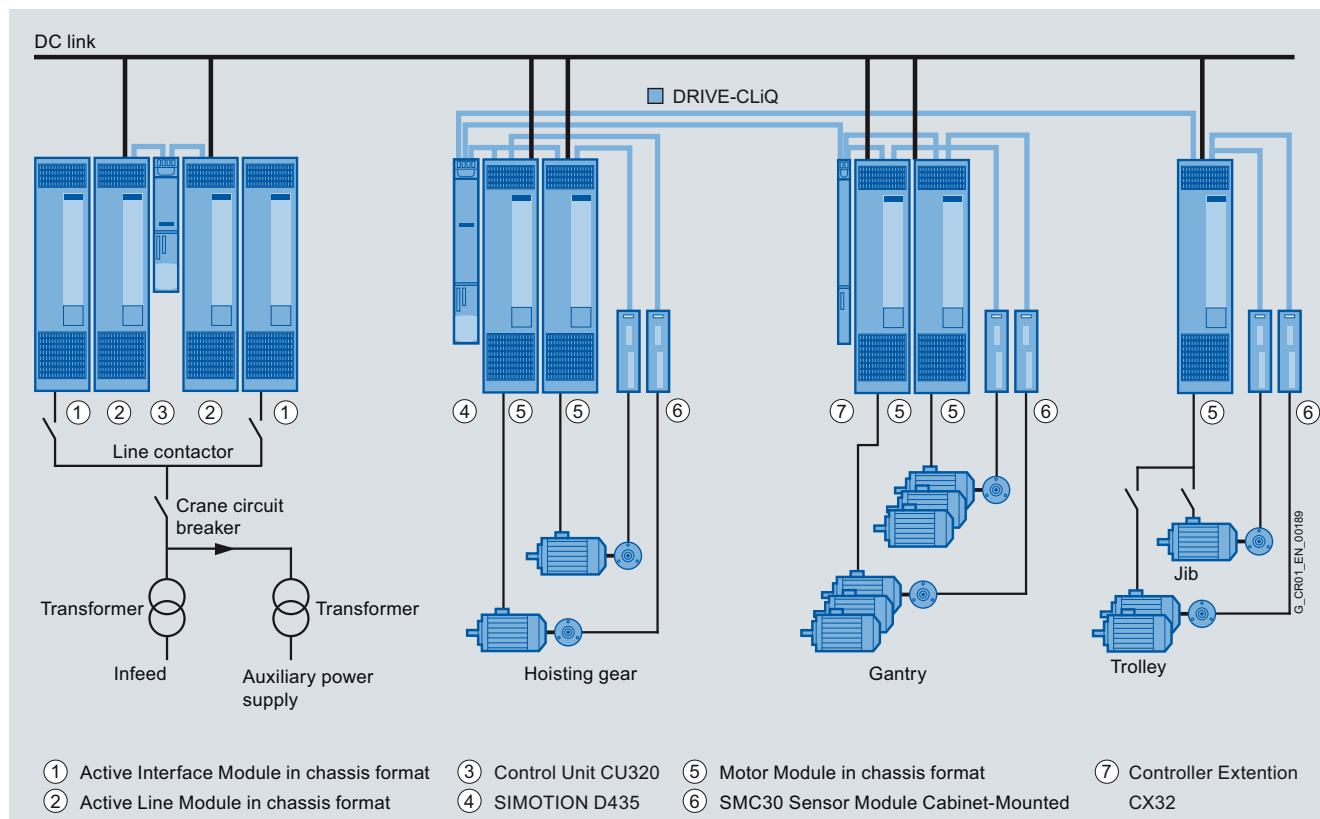 DC link
DRIVE-CLiQ
1 2 3 2 1
4 5 5 6
7 5 5 6
5 6
Line contactor
Crane circuit
breaker
Transformer
Transformer
Infeed
Auxiliary power
supply
Hoisting gear
Gantry
Jib
Trolley
G_CR01_EN_00189
1 Active Interface Module in chassis format
2 Active Line Module in chassis format
3 Control Unit CU320
4 SIMOTION D435
5 Motor Module in chassis format
6 SMC30 Sensor Module Cabinet-Mounted
7 Controller Extention
CX32